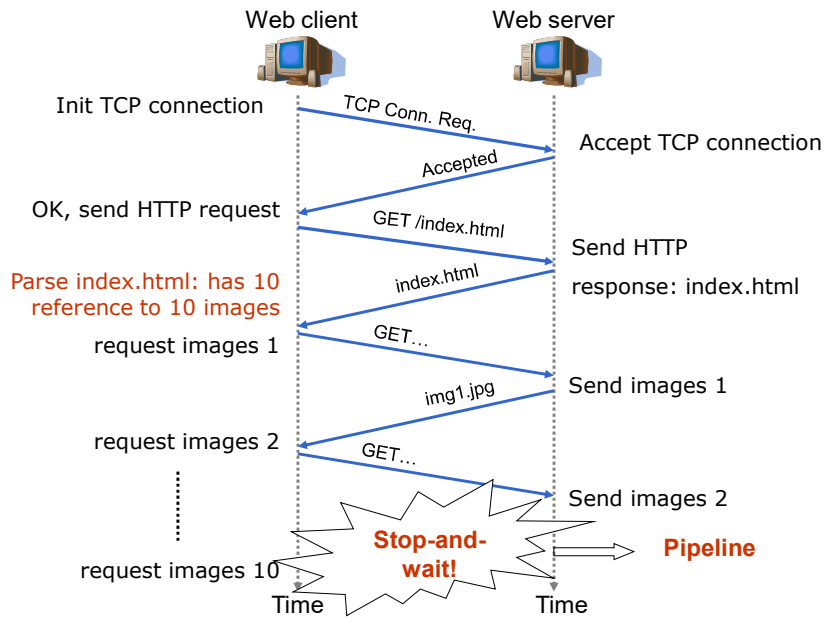 Web client
Web server
Init TCP connection
TCP Conn. Req.
Accept TCP connection
Accepted
OK, send HTTP request
GET /index.html
Send HTTP
response: index.html
index.html
Parse index.html: has 10
reference to 10 images
request images 1
GET…
Send images 1
img1.jpg
request images 2
GET…
Send images 2
Stop-and-
wait!
Pipeline
request images 10
Time
Time